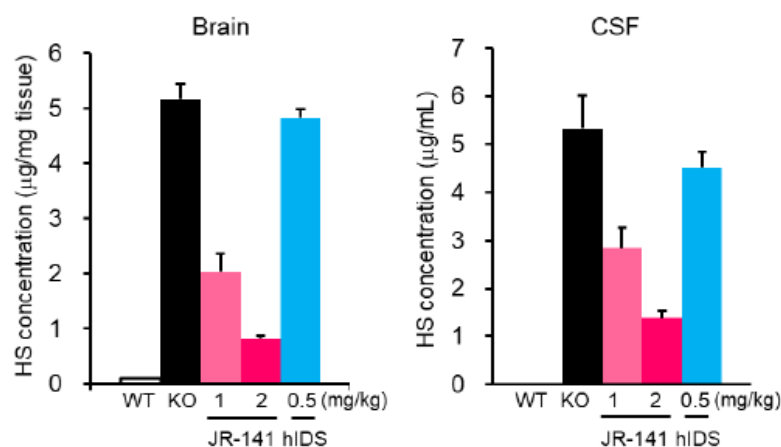 Brain
HS concentration (μg/mg tissue)
6
5
4
3
2
1
0
WT KO 1 2 0.5 (mg/kg)
JR-141 hIDS
CSF
HS concentration (μg/mL)
7
6
5
4
3
2
1
0
WT KO 1 2 0.5 (mg/kg)
JR-141 hIDS